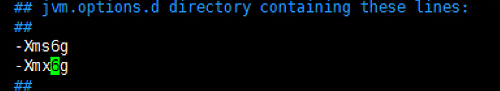 ## jvm.options.d directory containing these lines:
##
-Xms6g
-Xmx6g
##